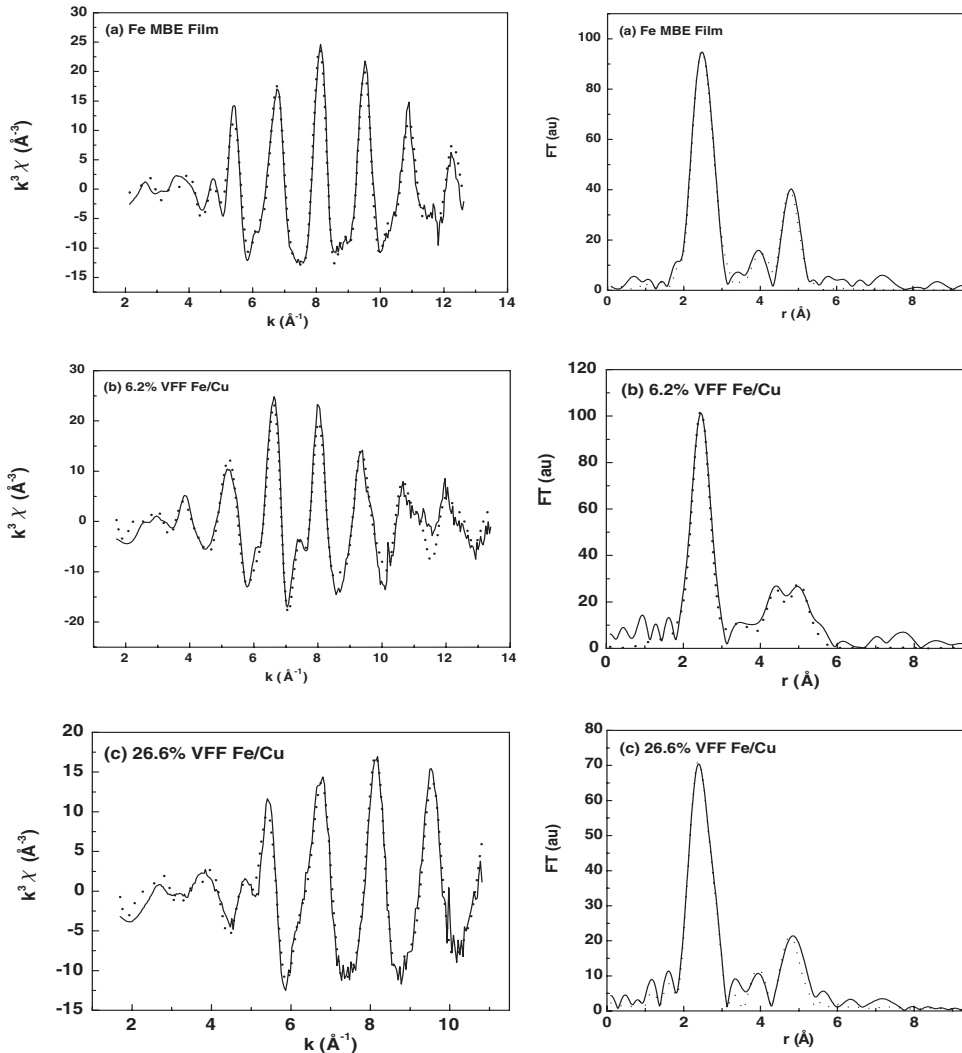 (a) Fe MBE Film
30
25
20
15
10
5
0
-5
-10
-15
2 4 6 8 10 12 14
k (Å⁻¹)
k³ χ (Å⁻³)
(a) Fe MBE Film
100
80
60
40
20
0
0 2 4 6 8
r (Å)
FT (au)
(b) 6.2% VFF Fe/Cu
30
20
10
0
-10
-20
2 4 6 8 10 12 14
k (Å⁻¹)
k³ χ (Å⁻³)
(b) 6.2% VFF Fe/Cu
120
100
80
60
40
20
0
0 2 4 6 8
r (Å)
FT (au)
(c) 26.6% VFF Fe/Cu
20
15
10
5
0
-5
-10
-15
2 4 6 8 10
k (Å⁻¹)
k³ χ (Å⁻³)
(c) 26.6% VFF Fe/Cu
80
70
60
50
40
30
20
10
0
0 2 4 6 8
r (Å)
FT (au)